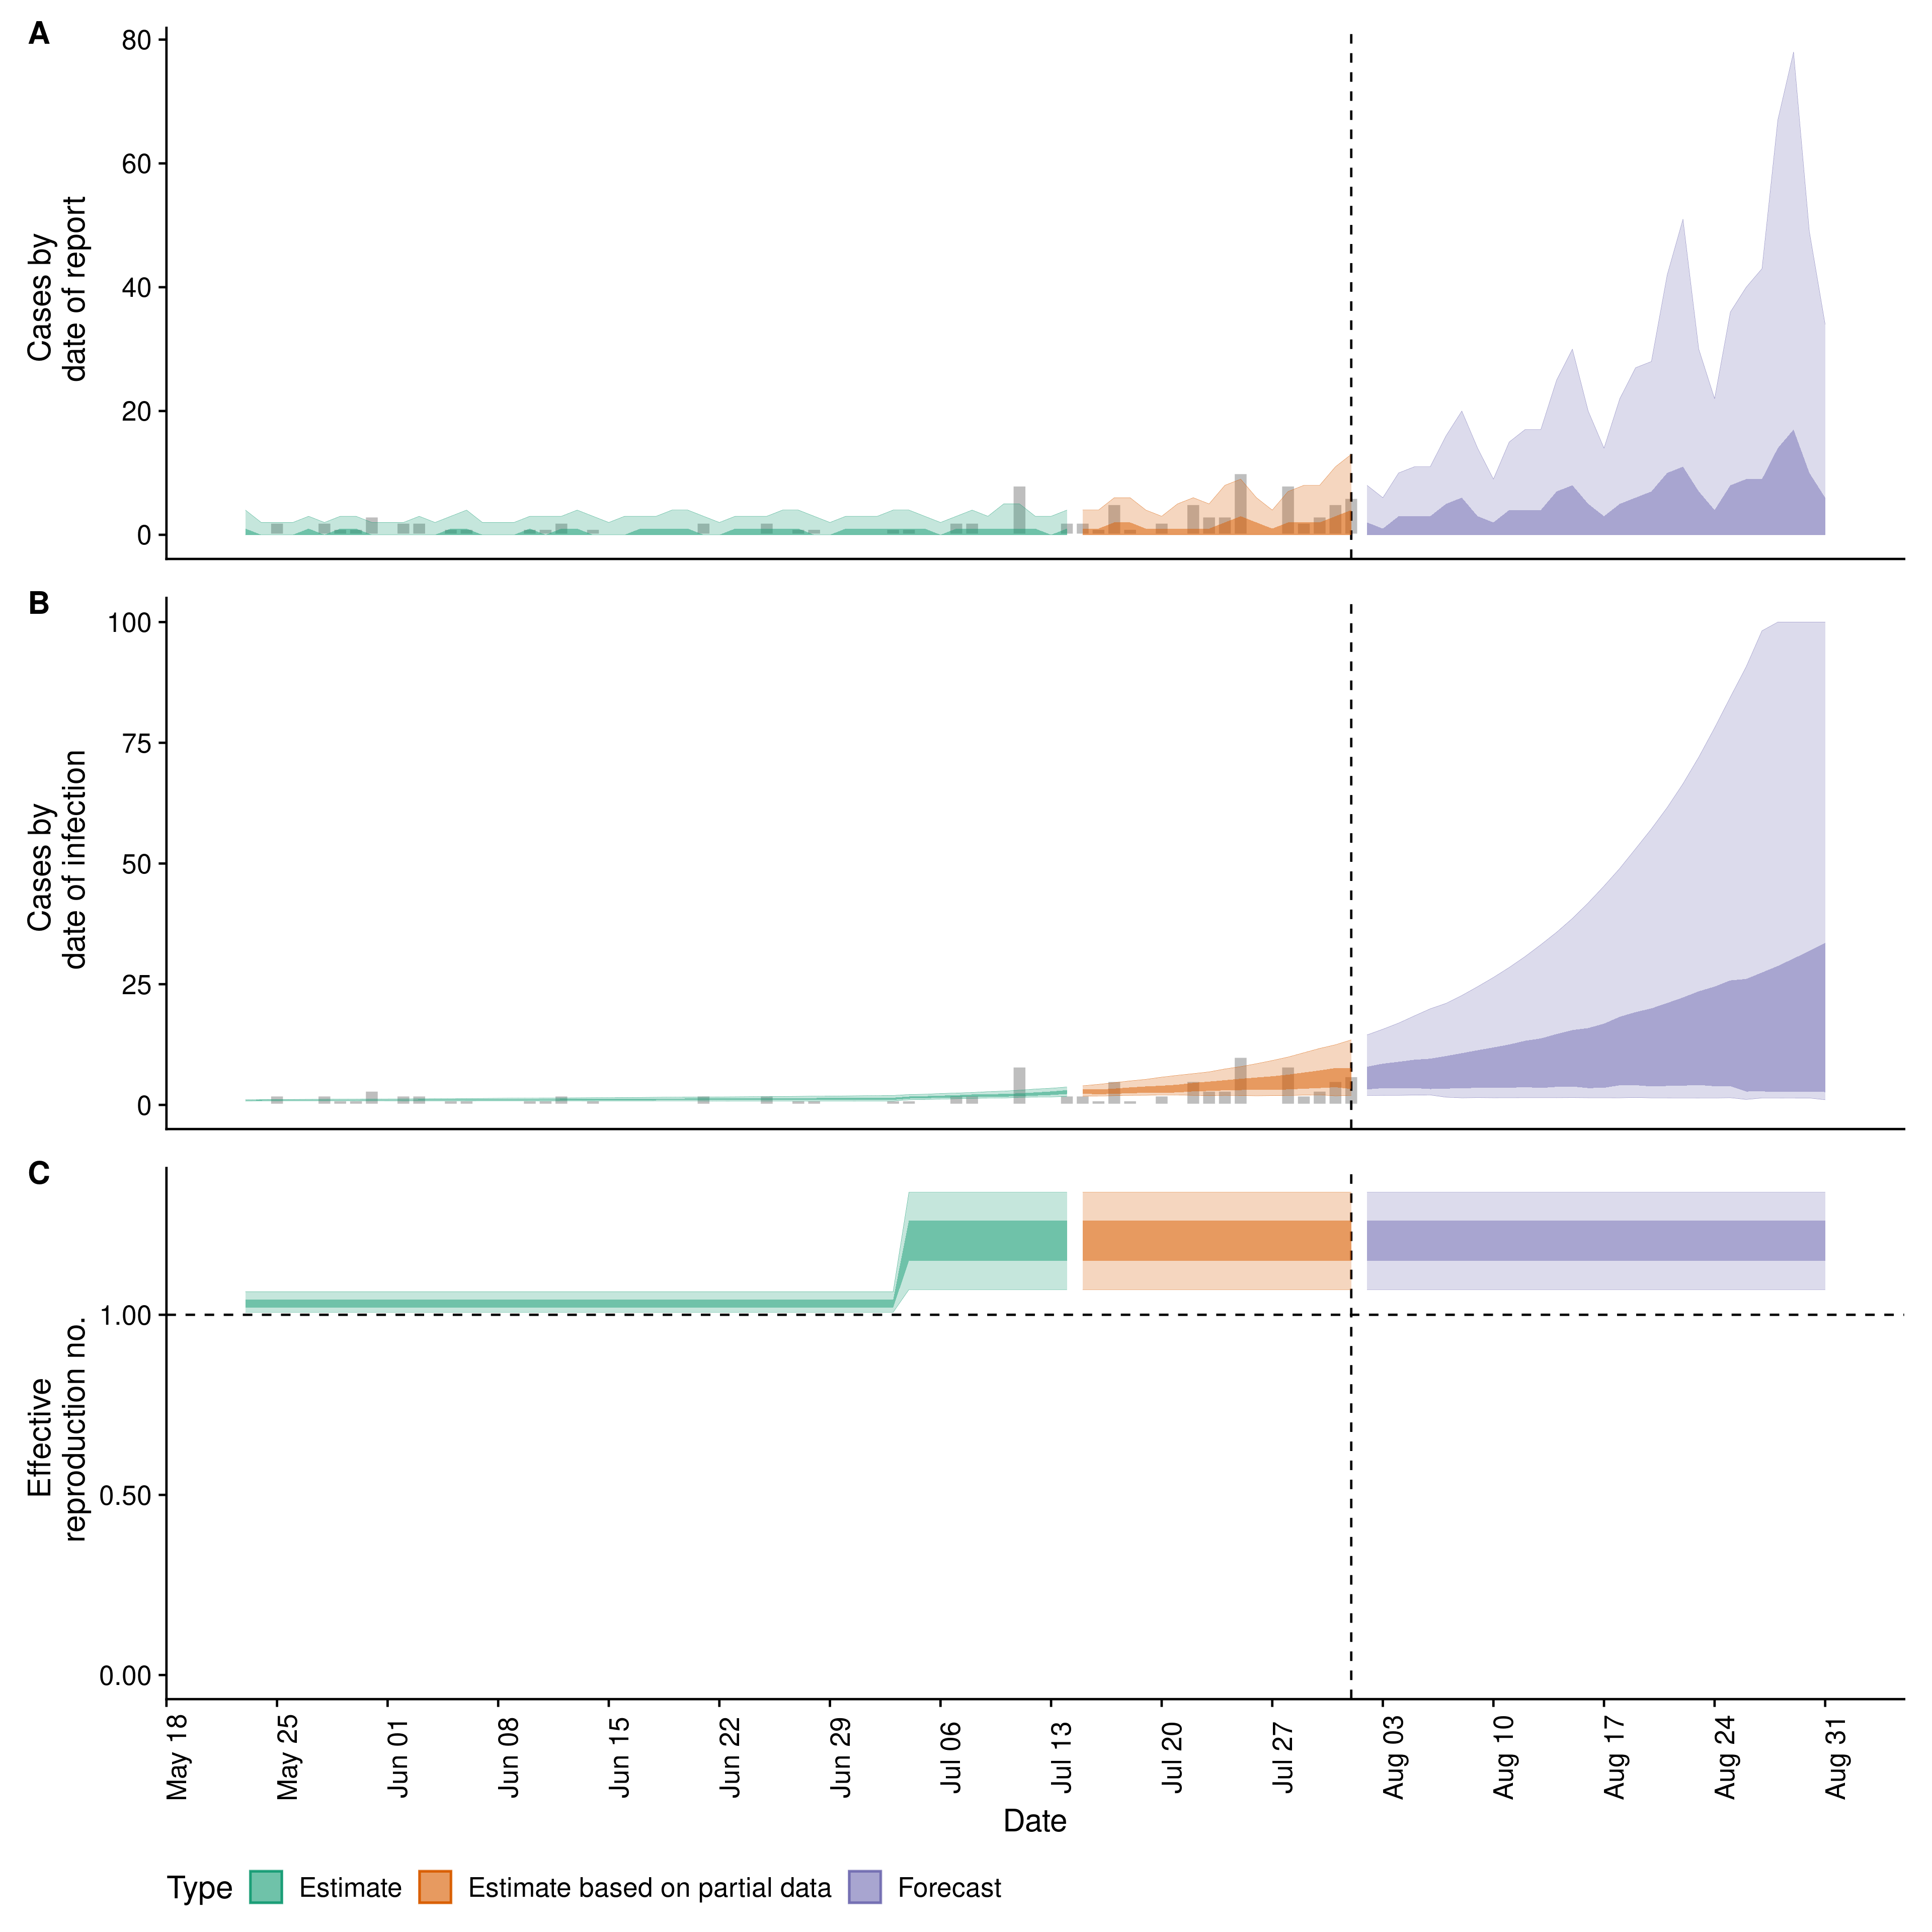 A
80
60
40
20
0
Cases by
date of report
B
100
75
50
25
0
Cases by
date of infection
C
1.00
0.50
0.00
Effective
reproduction no.
May 18
May 25
Jun 01
Jun 08
Jun 15
Jun 22
Jun 29
Jul 06
Jul 13
Jul 20
Jul 27
Aug 03
Aug 10
Aug 17
Aug 24
Aug 31
Date
Type Estimate Estimate based on partial data Forecast